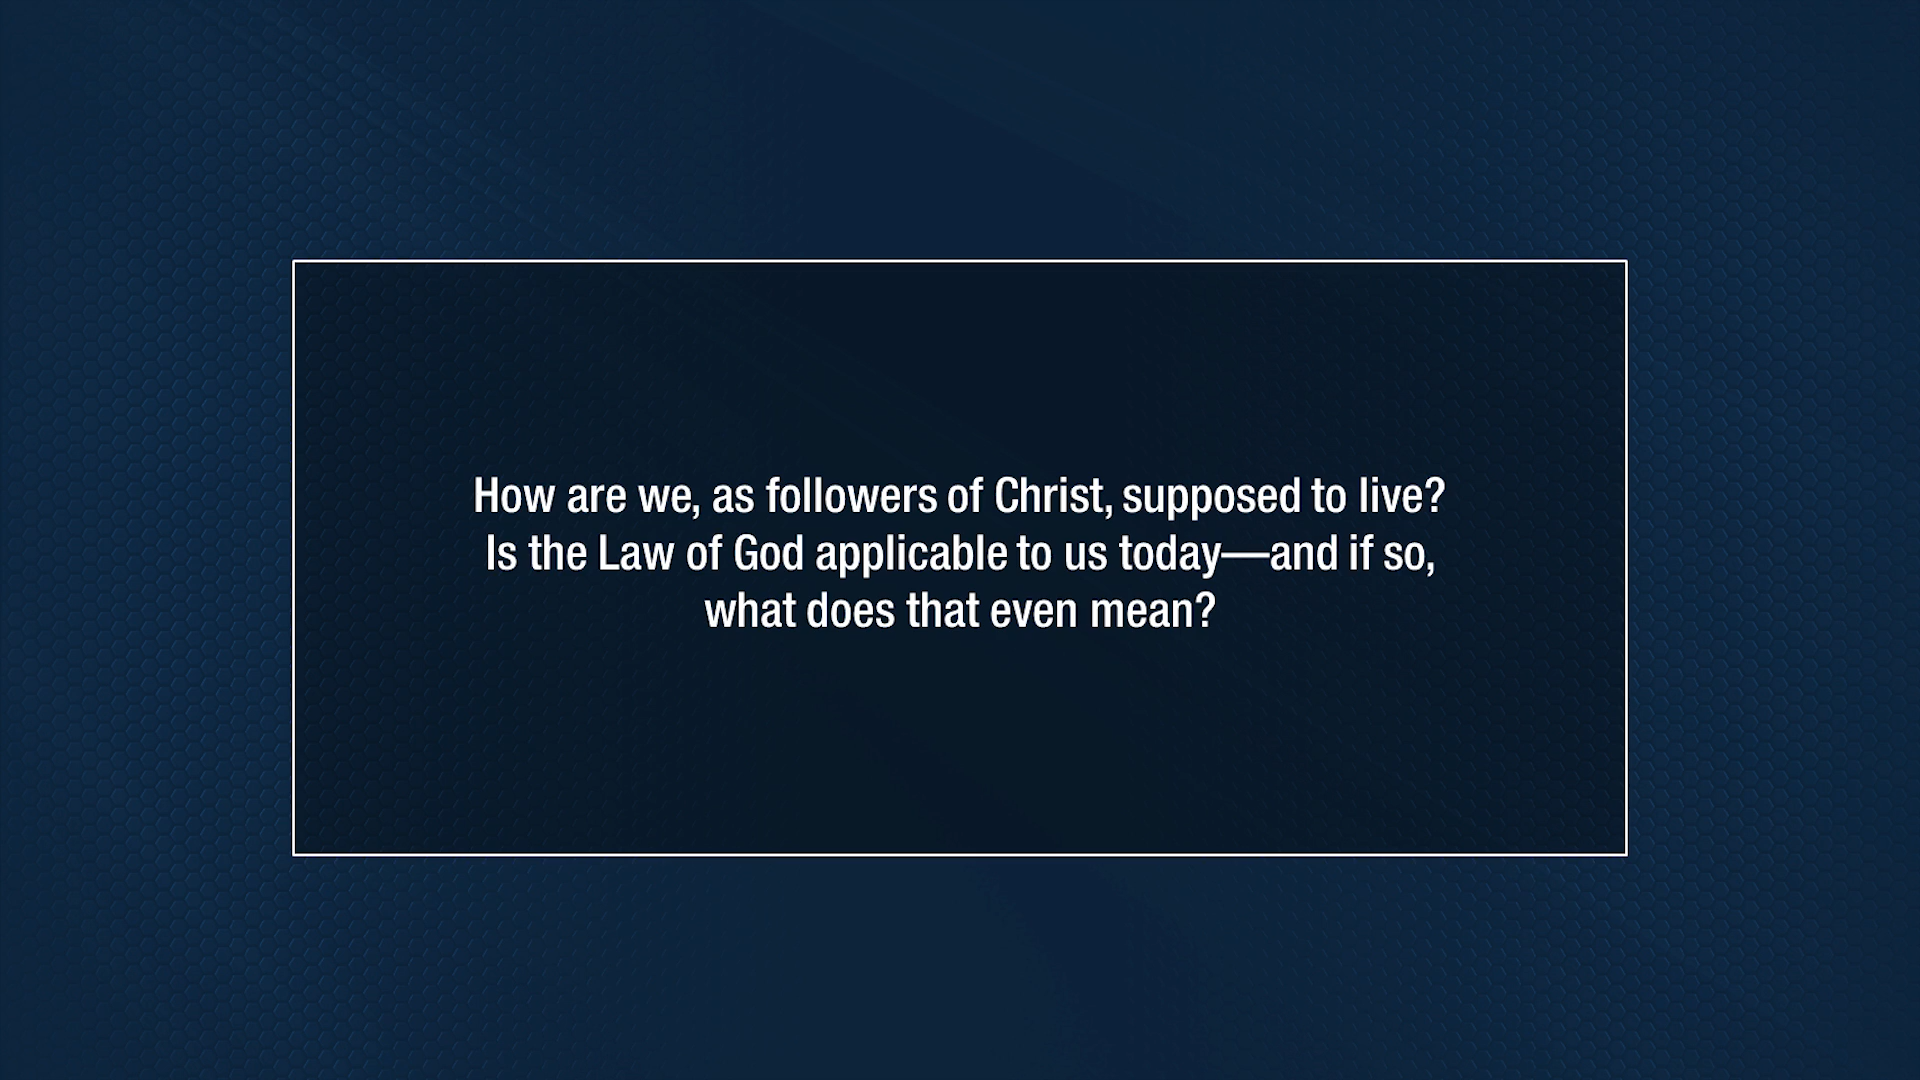 How are we, as followers of Christ, supposed to live?
Is the Law of God applicable to us today—and if so,
what does that even mean?